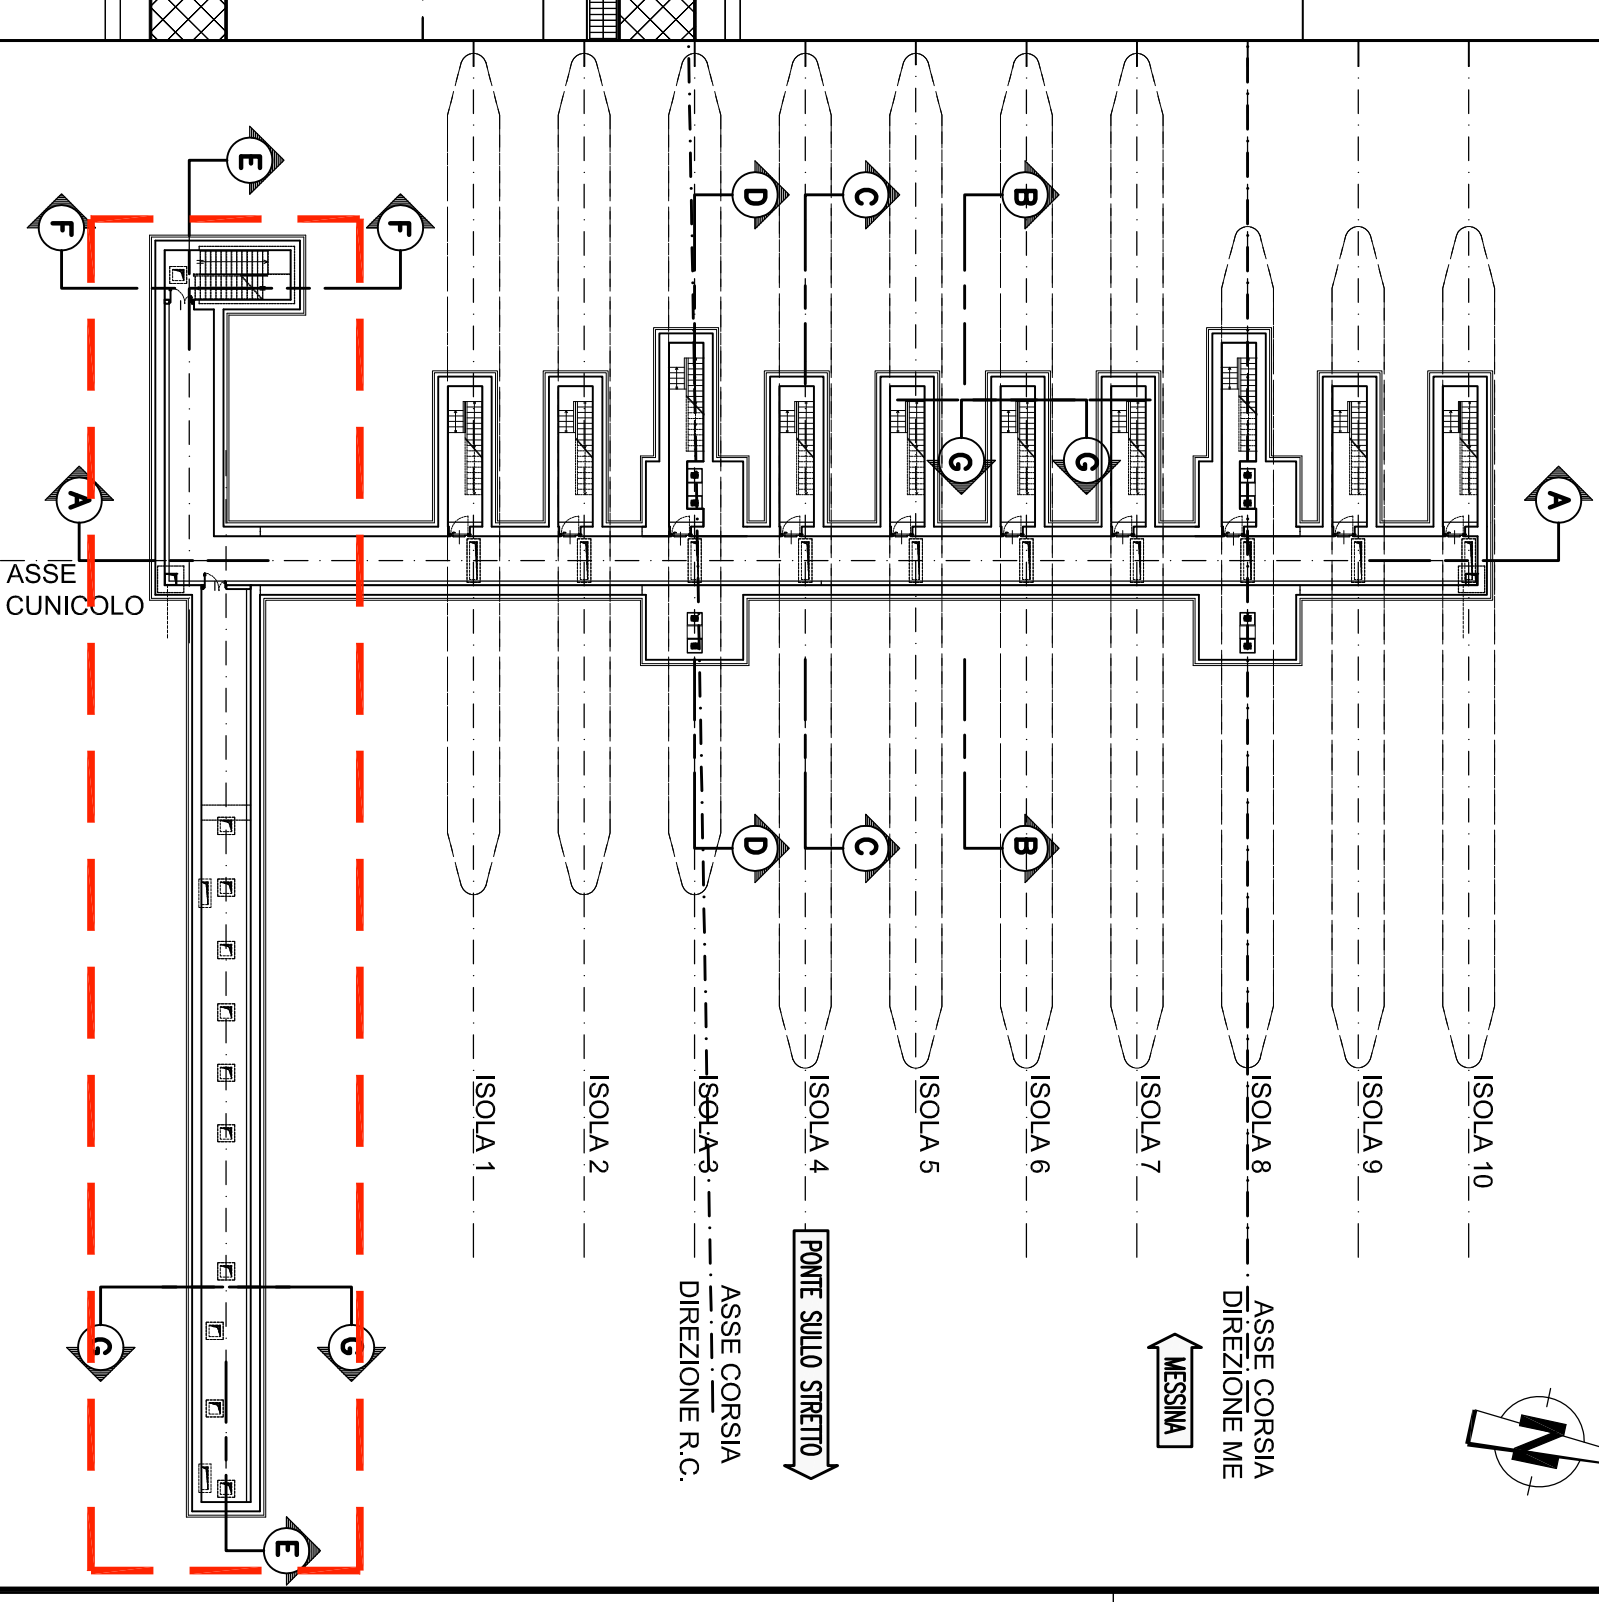 E
F
F
D
C
B
G
G
A
A
ASSE
CUNICOLO
D
C
B
ISOLA 1
ISOLA 2
ISOLA 3
ISOLA 4
ISOLA 5
ISOLA 6
ISOLA 7
ISOLA 8
ISOLA 9
ISOLA 10
PONTE SULLO STRETTO
ASSE CORSIA
DIREZIONE R.C.
MESSINA
ASSE CORSIA
DIREZIONE ME
N
G
G
E